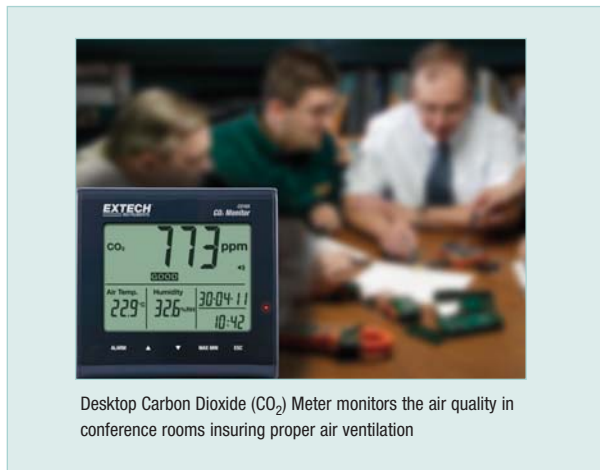 EXTECH
CO₂ Monitor
CO₂ 773 ppm
GOOD
Air Temp. Humidity
22.9°C 32.6%RH 30-04-11
10:42
ALARM ▲ ▼ MAX MIN ESC
Desktop Carbon Dioxide (CO₂) Meter monitors the air quality in
conference rooms insuring proper air ventilation